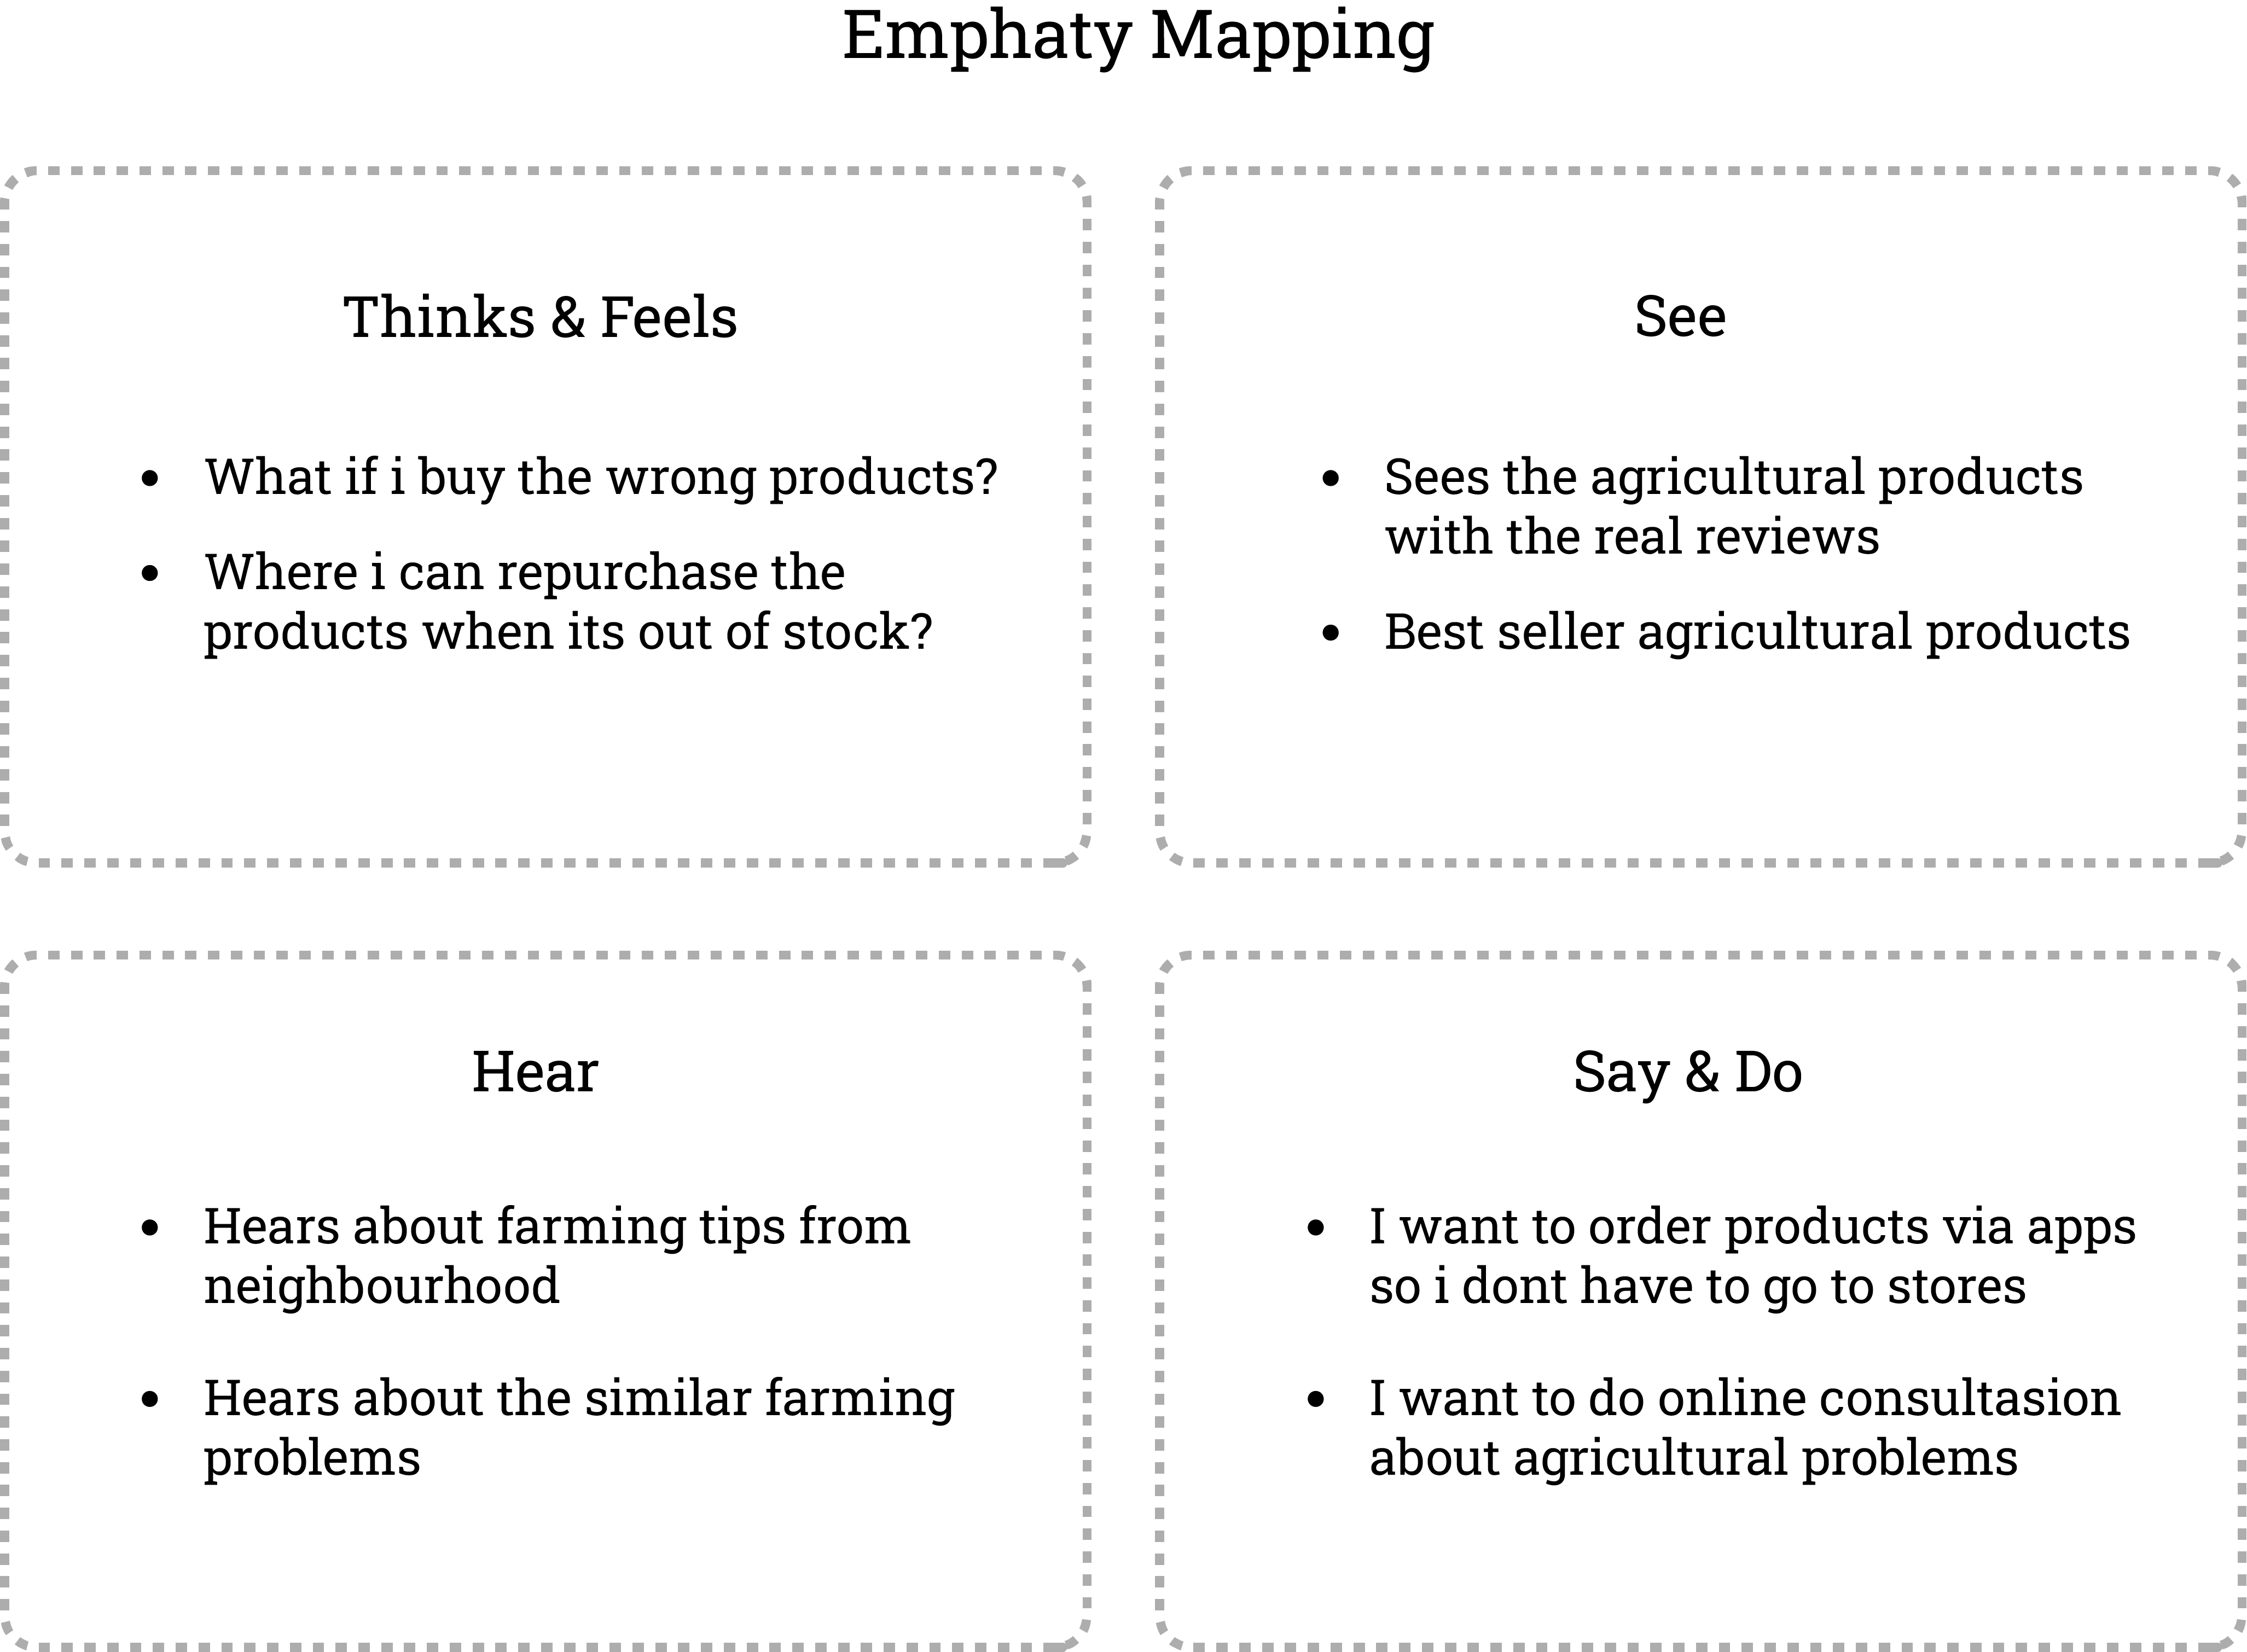 Emphaty Mapping
Thinks & Feels
• What if i buy the wrong products?
• Where i can repurchase the
products when its out of stock?
See
• Sees the agricultural products
with the real reviews
• Best seller agricultural products
Hear
• Hears about farming tips from
neighbourhood
• Hears about the similar farming
problems
Say & Do
• I want to order products via apps
so i dont have to go to stores
• I want to do online consultasion
about agricultural problems